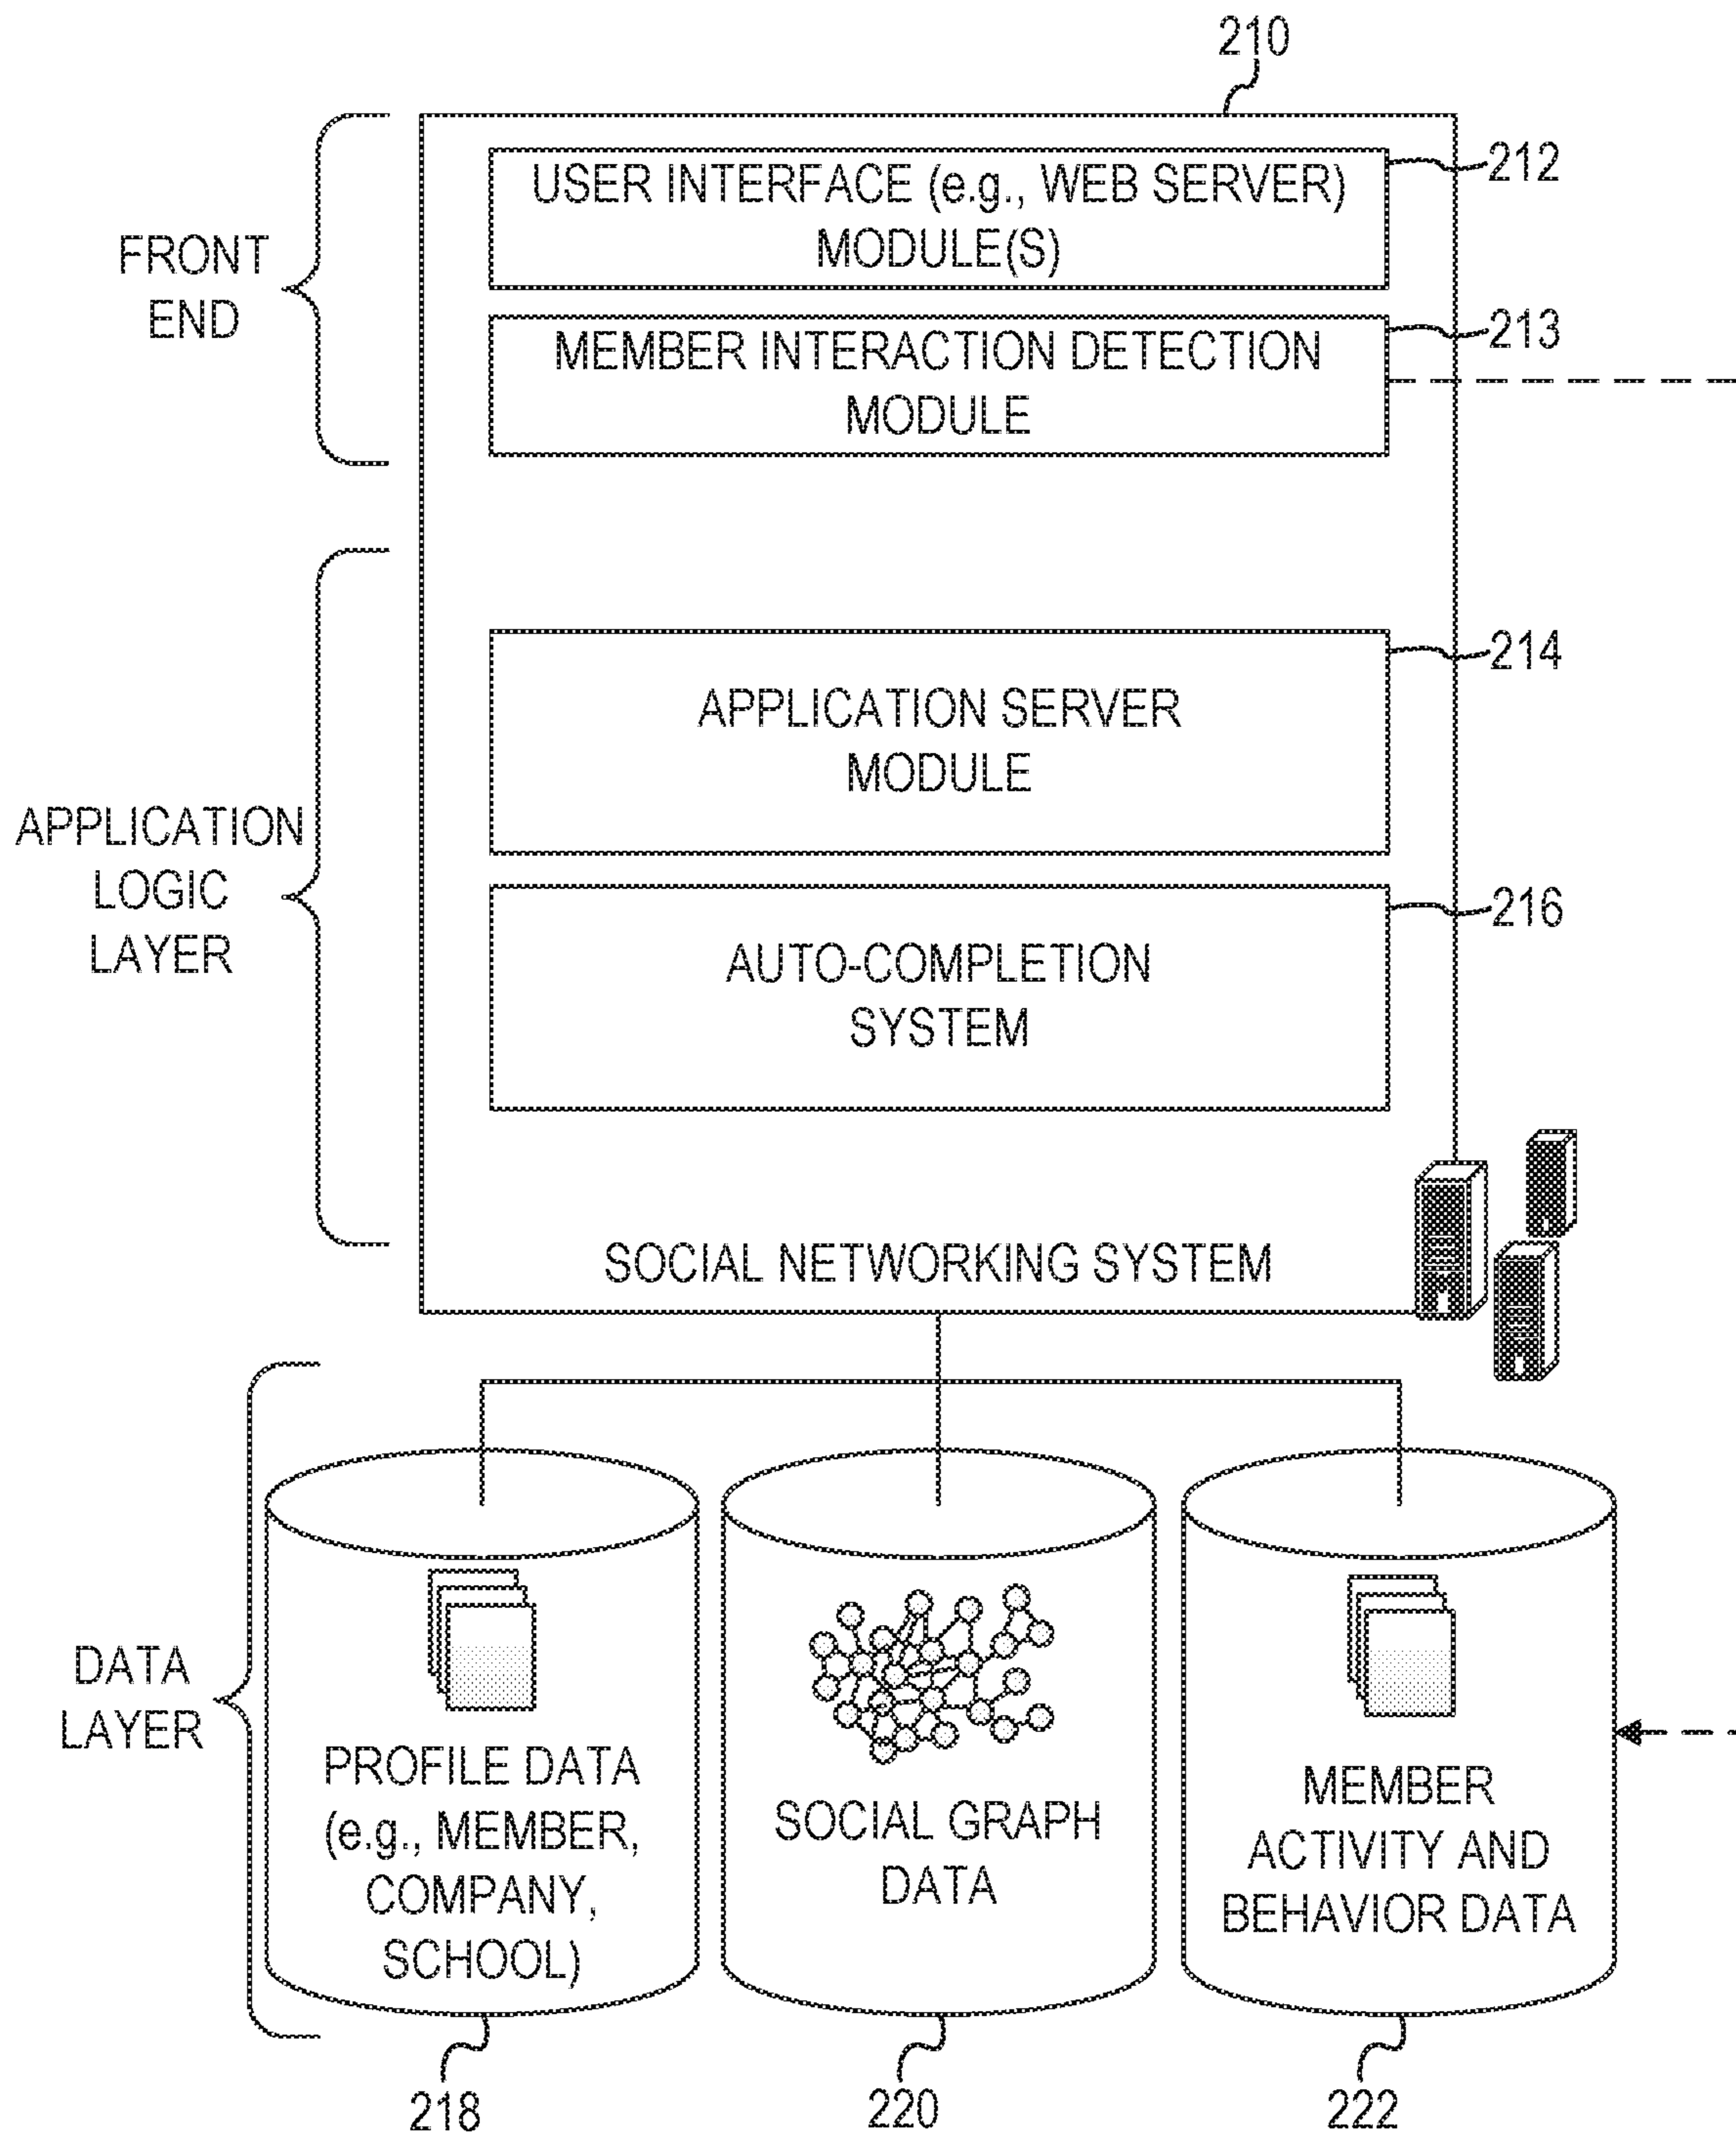 210
USER INTERFACE (e.g., WEB SERVER)
MODULE(S)
212
FRONT
END
MEMBER INTERACTION DETECTION
MODULE
213
APPLICATION SERVER
MODULE
214
APPLICATION
LOGIC
LAYER
AUTO-COMPLETION
SYSTEM
216
SOCIAL NETWORKING SYSTEM
DATA
LAYER
PROFILE DATA
(e.g., MEMBER,
COMPANY,
SCHOOL)
SOCIAL GRAPH
DATA
MEMBER
ACTIVITY AND
BEHAVIOR DATA
218
220
222